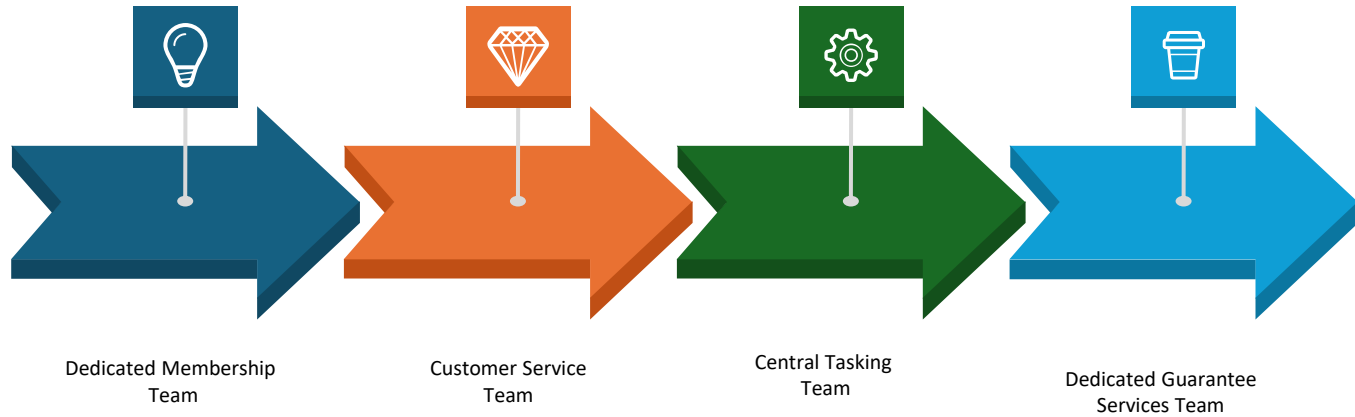 Dedicated Membership
Team
Customer Service
Team
Central Tasking
Team
Dedicated Guarantee
Services Team